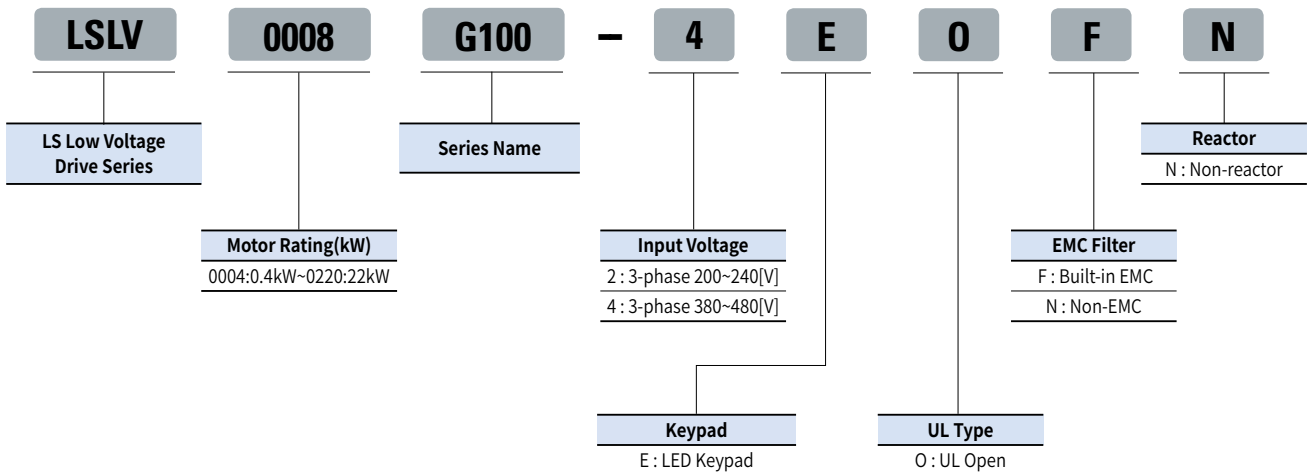 LSLV 0008 G100 – 4 E O F N
LS Low Voltage
Drive Series
Series Name
Reactor
N : Non-reactor
Motor Rating(kW)
0004:0.4kW~0220:22kW
Input Voltage
2 : 3-phase 200~240[V]
4 : 3-phase 380~480[V]
EMC Filter
F : Built-in EMC
N : Non-EMC
Keypad
E : LED Keypad
UL Type
O : UL Open